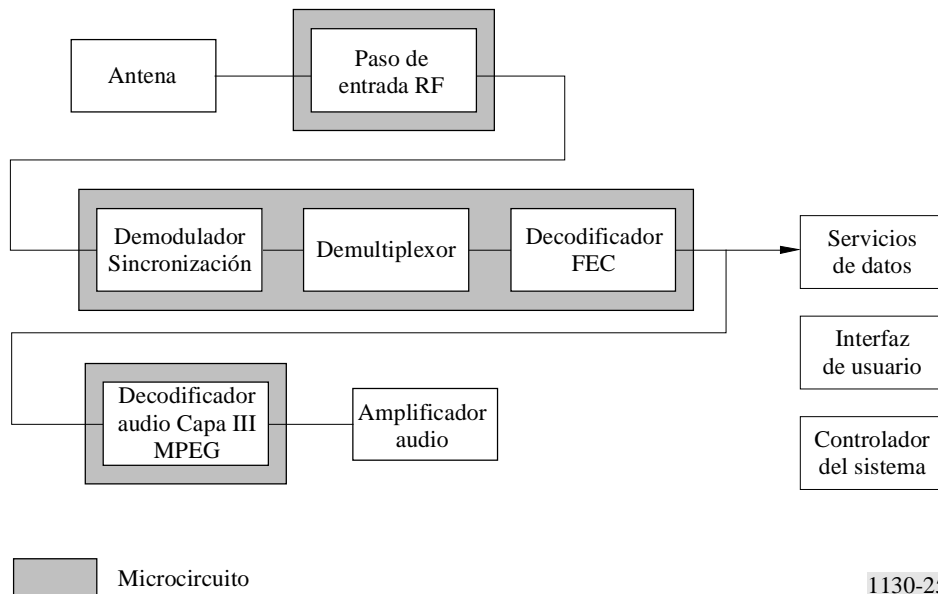 Antena
Paso de
entrada RF
Demodulador
Sincronización
Demultiplexor
Decodificador
FEC
Servicios
de datos
Interfaz
de usuario
Decodificador
audio Capa III
MPEG
Amplificador
audio
Controlador
del sistema
Microcircuito